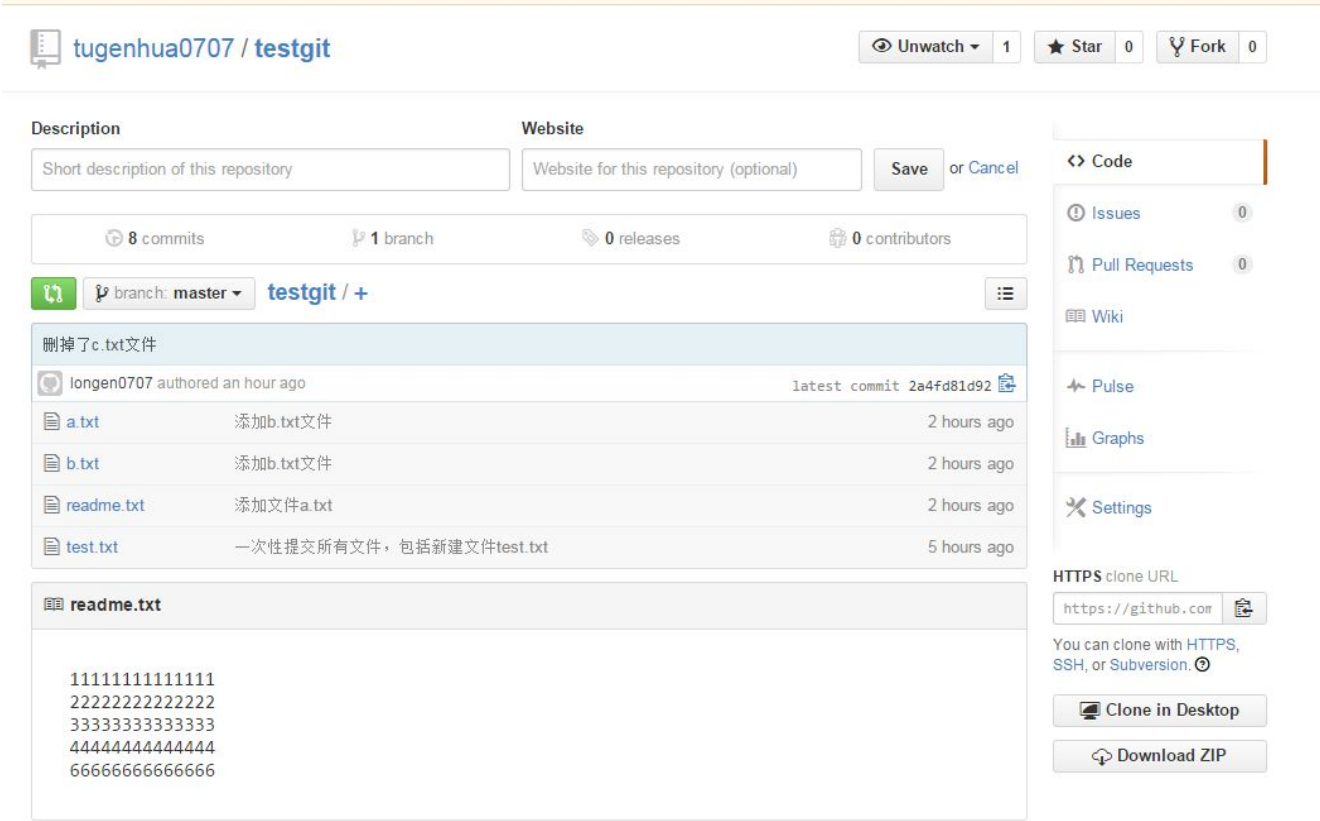 tugenhua0707 / testgit
Unwatch 1 Star 0 Fork 0
Description
Website
Short description of this repository
Website for this repository (optional)
Save or Cancel
8 commits 1 branch 0 releases 0 contributors
branch: master testgit / +
删掉了c.txt文件
longen0707 authored an hour ago latest commit 2a4fd81d92
a.txt 添加b.txt文件 2 hours ago
b.txt 添加b.txt文件 2 hours ago
readme.txt 添加文件a.txt 2 hours ago
test.txt 一次性提交所有文件，包括新建文件test.txt 5 hours ago
readme.txt
11111111111111
22222222222222
33333333333333
44444444444444
66666666666666
Code
Issues 0
Pull Requests 0
Wiki
Pulse
Graphs
Settings
HTTPS clone URL
https://github.com
You can clone with HTTPS,
SSH, or Subversion.
Clone in Desktop
Download ZIP